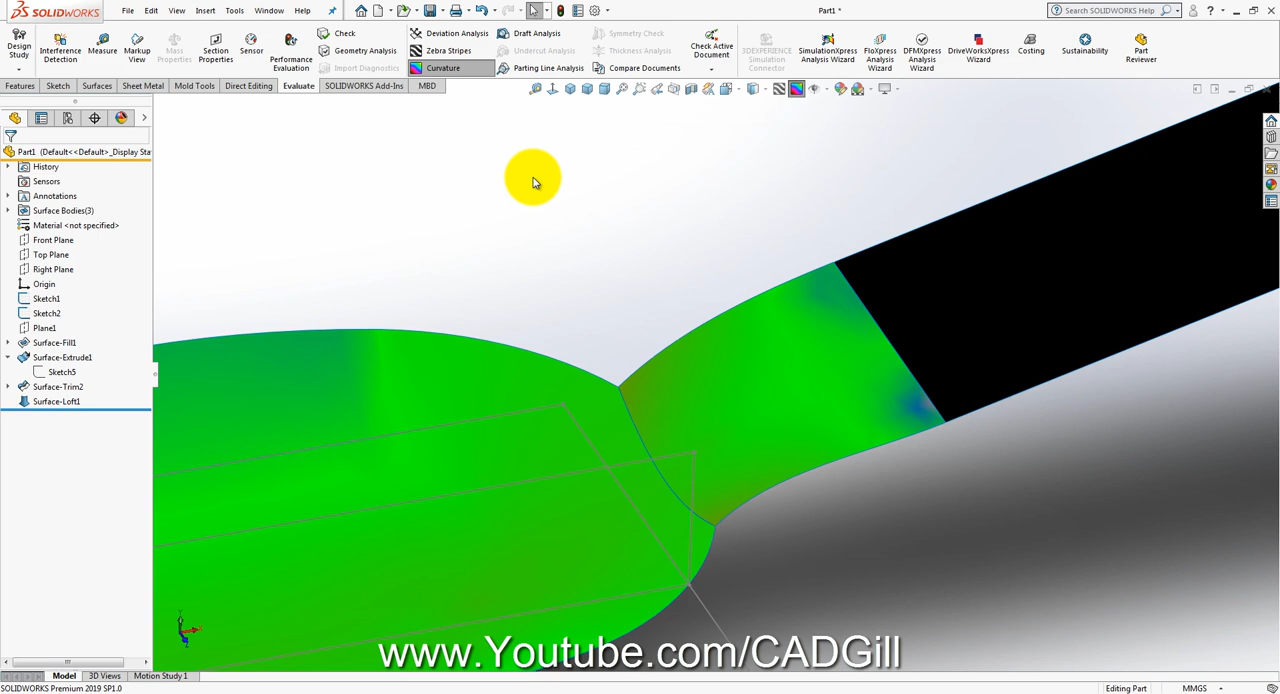 SOLIDWORKS
File Edit View Insert Tools Window Help
Part1 *
Search SOLIDWORKS Help
Design Study
Interference Detection
Measure
Markup View
Mass Properties
Section Properties
Sensor
Performance Evaluation
Check
Geometry Analysis
Import Diagnostics
Deviation Analysis
Zebra Stripes
Curvature
Draft Analysis
Undercut Analysis
Parting Line Analysis
Symmetry Check
Thickness Analysis
Compare Documents
Check Active Document
3DEXPERIENCE Simulation Connector
SimulationXpress Analysis Wizard
FloXpress Analysis Wizard
DFMXpress Analysis Wizard
DriveWorksXpress Wizard
Costing
Sustainability
Part Reviewer
Features Sketch Surfaces Sheet Metal Mold Tools Direct Editing Evaluate SOLIDWORKS Add-Ins MBD
Part1 (Default<<Default>_Display Sta
History
Sensors
Annotations
Surface Bodies(3)
Material <not specified>
Front Plane
Top Plane
Right Plane
Origin
Sketch1
Sketch2
Plane1
Surface-Fill1
Surface-Extrude1
Sketch5
Surface-Trim2
Surface-Loft1
www.Youtube.com/CADGill
Model 3D Views Motion Study 1
SOLIDWORKS Premium 2019 SP1.0
Editing Part
MMGS